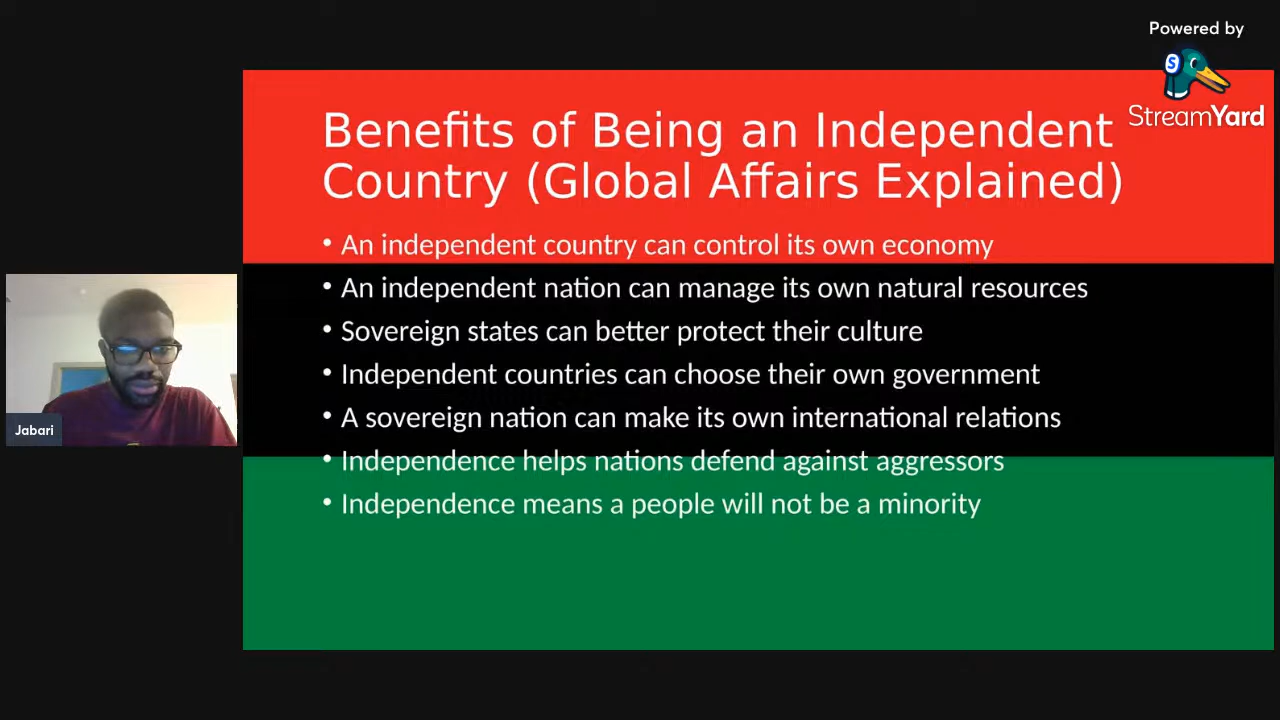 Powered by
S
StreamYard
Benefits of Being an Independent
Country (Global Affairs Explained)
• An independent country can control its own economy
• An independent nation can manage its own natural resources
• Sovereign states can better protect their culture
• Independent countries can choose their own government
• A sovereign nation can make its own international relations
• Independence helps nations defend against aggressors
• Independence means a people will not be a minority
Jabari